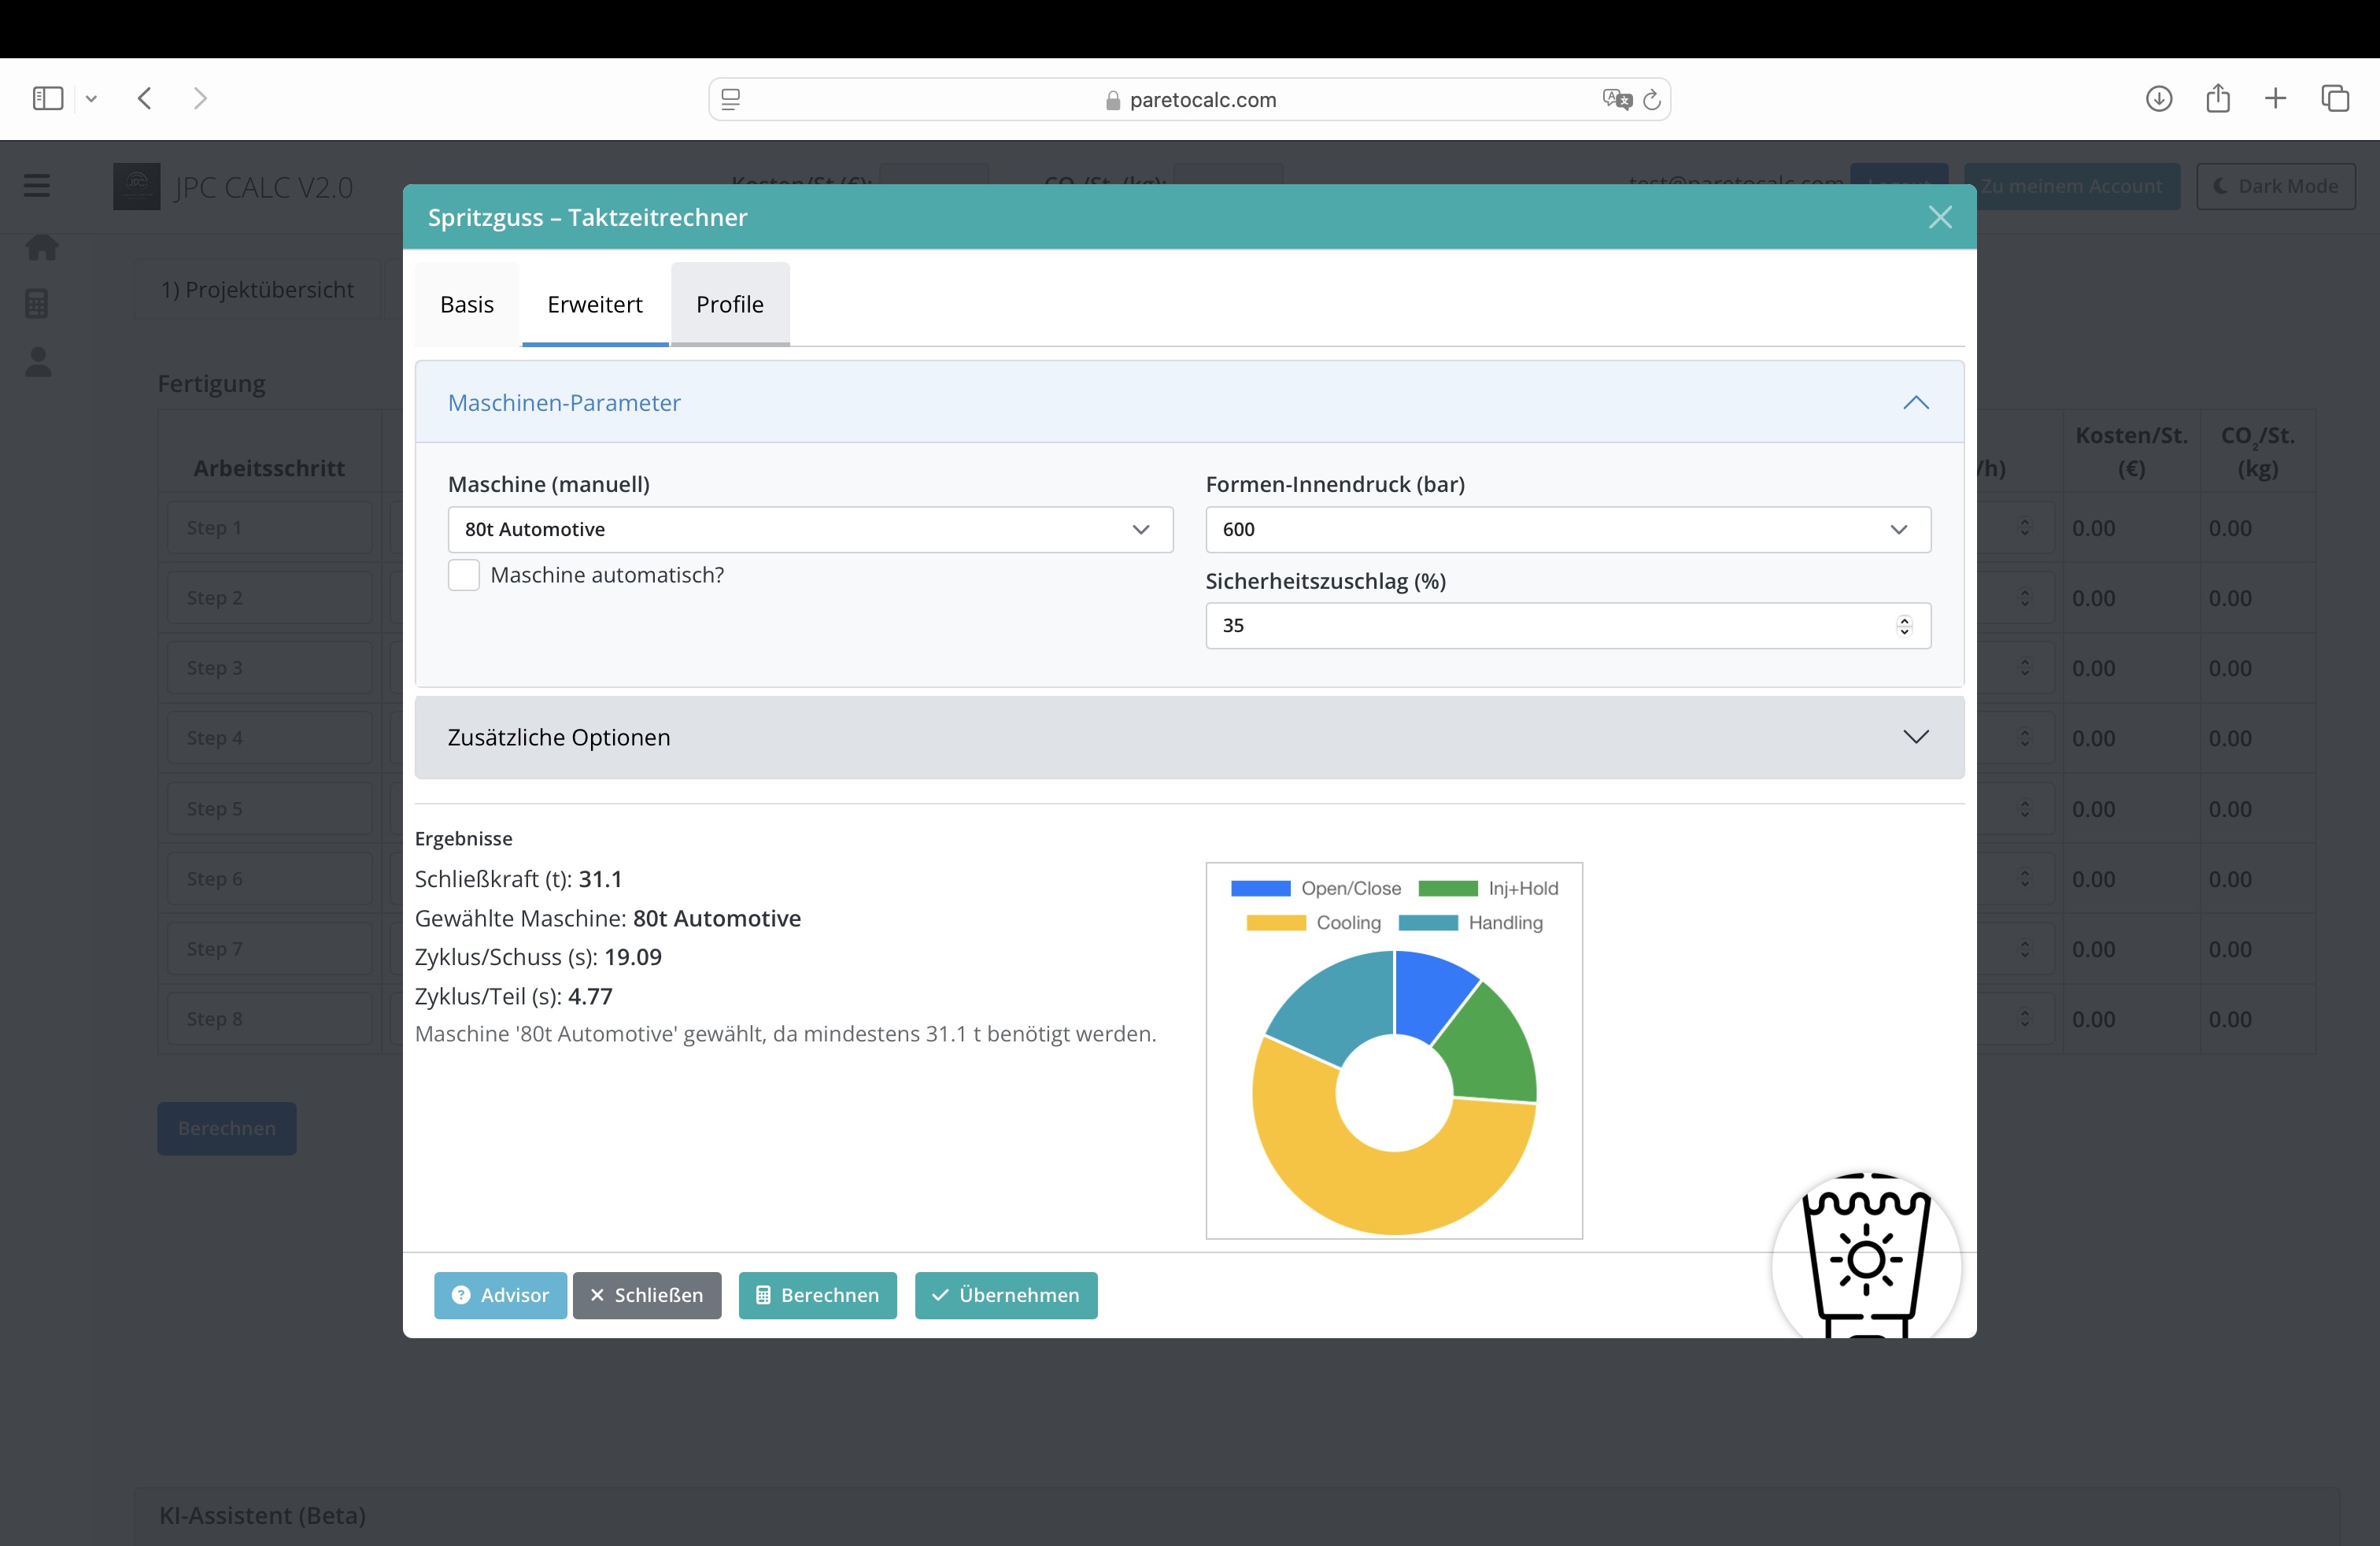 paretocalc.com
JPC CALC V2.0
Kosten/St.(€):
CO₂/St. (kg):
test@paretocalc.com
Zu meinem Account
Dark Mode
Spritzguss – Taktzeitrechner
1) Projektübersicht
Basis
Erweitert
Profile
Fertigung
Maschinen-Parameter
Arbeitsschritt
/h)
Kosten/St. (€)
CO₂/St. (kg)
Maschine (manuell)
80t Automotive
Maschine automatisch?
Formen-Innendruck (bar)
600
Sicherheitszuschlag (%)
35
Zusätzliche Optionen
Step 1
0.00 0.00
Step 2
0.00 0.00
Step 3
0.00 0.00
Step 4
0.00 0.00
Step 5
0.00 0.00
Step 6
0.00 0.00
Step 7
0.00 0.00
Step 8
0.00 0.00
Ergebnisse
Schließkraft (t): 31.1
Gewählte Maschine: 80t Automotive
Zyklus/Schuss (s): 19.09
Zyklus/Teil (s): 4.77
Maschine '80t Automotive' gewählt, da mindestens 31.1 t benötigt werden.
Open/Close Inj+Hold
Cooling Handling
Berechnen
Advisor
Schließen
Berechnen
Übernehmen
KI-Assistent (Beta)